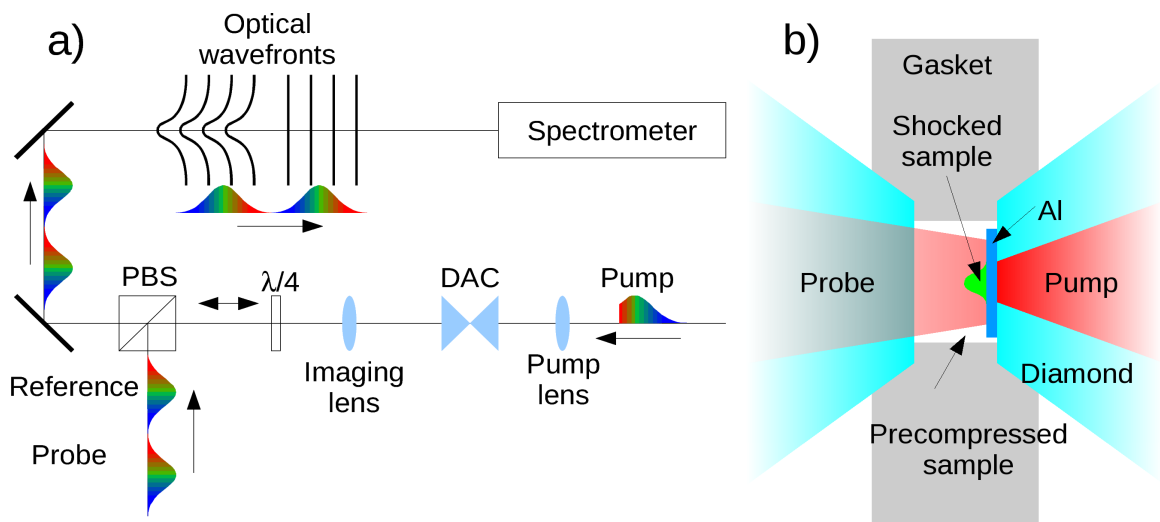 a)
Optical
wavefronts
Spectrometer
PBS
λ/4
DAC
Pump
Imaging
lens
Pump
lens
Reference
Probe
b)
Gasket
Shocked
sample
Al
Probe
Pump
Diamond
Precompressed
sample